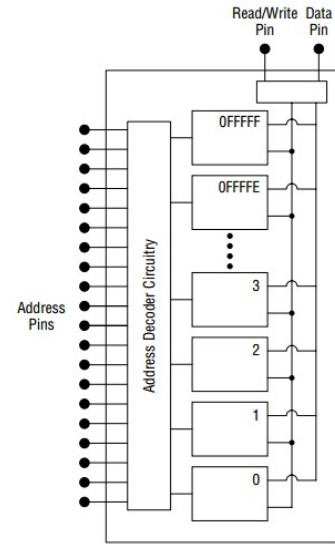 Read/Write Data
Pin Pin
0FFFFF
0FFFFE
3
Address
Pins
Address Decoder Circuitry
2
1
0